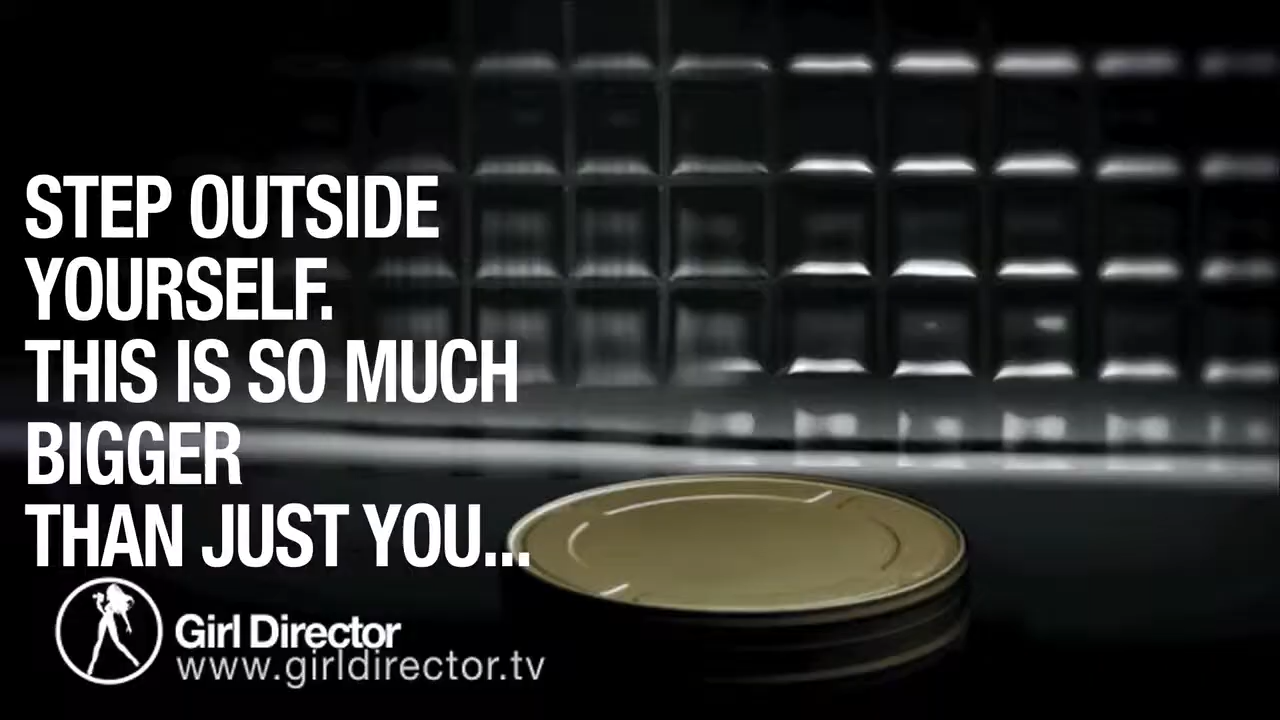 STEP OUTSIDE
YOURSELF.
THIS IS SO MUCH
BIGGER
THAN JUST YOU...
Girl Director
www.girldirector.tv